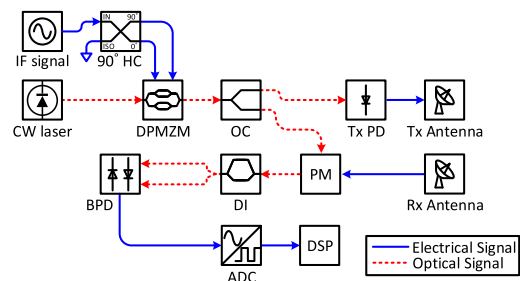 IN 90°
ISO 0°
IF signal
90° HC
CW laser
DPMZM
OC
Tx PD
Tx Antenna
BPD
DI
PM
Rx Antenna
ADC
DSP
Electrical Signal
Optical Signal